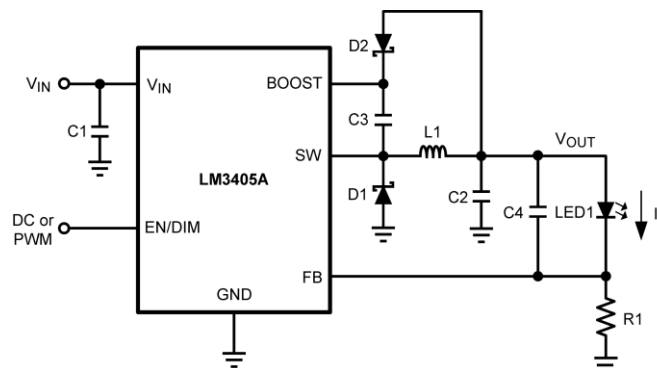 D2
VIN
VIN
BOOST
C1
C3
L1
VOUT
SW
LM3405A
D1
C2
C4
LED1
I
DC or
PWM
EN/DIM
FB
GND
R1